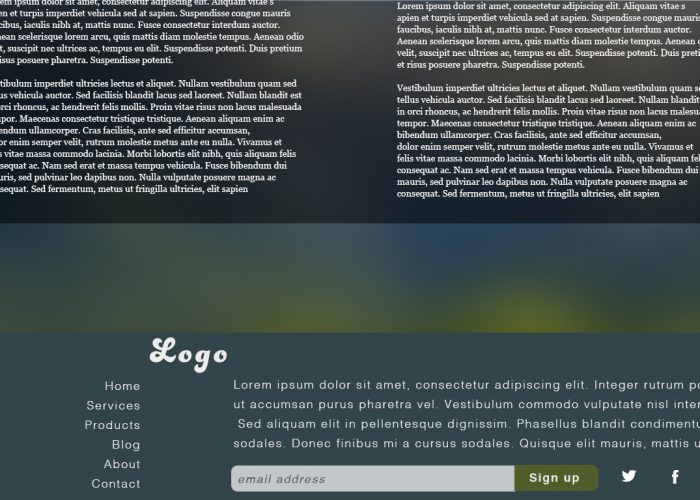 rem ipsum dolor sit amet, consectetur adipiscing elit. Aliquam vitae s
en et turpis imperdiet vehicula sed at sapien. Suspendisse congue mauris
cibus, iaculis nibh at, mattis nunc. Fusce consectetur interdum auctor.
nean scelerisque lorem arcu, quis mattis diam molestie tempus. Aenean odio
t, suscipit nec ultrices ac, tempus eu elit. Suspendisse potenti. Duis pretium
risus posuere pharetra. Suspendisse potenti.
tibulum imperdiet ultricies lectus et aliquet. Nullam vestibulum quam sed
us vehicula auctor. Sed facilisis blandit lacus sed laoreet. Nullam blandit est
orci rhoncus, ac hendrerit felis mollis. Proin vitae risus non lacus malesuada
por. Maecenas consectetur tristique tristique. Aenean aliquam enim ac
endum ullamcorper. Cras facilisis, ante sed efficitur accumsan,
or enim semper velit, rutrum molestie metus ante eu nulla. Vivamus et
s vitae massa commodo lacinia. Morbi lobortis elit nibh, quis aliquam felis
sequat ac. Nam sed erat et massa tempus vehicula. Fusce bibendum dui
uris, sed pulvinar leo dapibus non. Nulla vulputate posuere magna ac
sequat. Sed fermentum, metus ut fringilla ultricies, elit sapien
Lorem ipsum dolor sit amet, consectetur adipiscing elit. Aliquam vitae s
apien et turpis imperdiet vehicula sed at sapien. Suspendisse congue mauris
faucibus, iaculis nibh at, mattis nunc. Fusce consectetur interdum auctor.
Aenean scelerisque lorem arcu, quis mattis diam molestie tempus. Aenean
velit, suscipit nec ultrices ac, tempus eu elit. Suspendisse potenti. Duis preti
et risus posuere pharetra. Suspendisse potenti.
Vestibulum imperdiet ultricies lectus et aliquet. Nullam vestibulum quam se
tellus vehicula auctor. Sed facilisis blandit lacus sed laoreet. Nullam blandit
in orci rhoncus, ac hendrerit felis mollis. Proin vitae risus non lacus malesua
tempor. Maecenas consectetur tristique tristique. Aenean aliquam enim ac
bibendum ullamcorper. Cras facilisis, ante sed efficitur accumsan,
dolor enim semper velit, rutrum molestie metus ante eu nulla. Vivamus et
felis vitae massa commodo lacinia. Morbi lobortis elit nibh, quis aliquam felis
consequat ac. Nam sed erat et massa tempus vehicula. Fusce bibendum dui
mauris, sed pulvinar leo dapibus non. Nulla vulputate posuere magna ac
consequat. Sed fermentum, metus ut fringilla ultricies, elit sapien
Logo
Home
Services
Products
Blog
About
Contact
Lorem ipsum dolor sit amet, consectetur adipiscing elit. Integer rutrum po
ut accumsan purus pharetra vel. Vestibulum commodo vulputate nisl inter
Sed aliquam elit in pellentesque dignissim. Phasellus blandit condimentu
sodales. Donec finibus mi a cursus sodales. Quisque elit mauris, mattis u
email address
Sign up